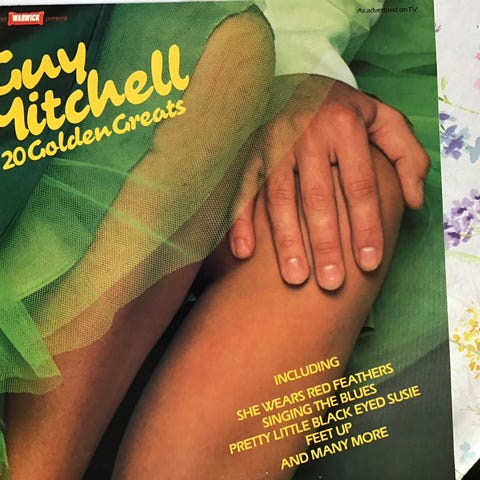 WARWICK present
As advertised on TV
Guy
Mitchell
20 Golden Greats
INCLUDING
SHE WEARS RED FEATHERS
SINGING THE BLUES
PRETTY LITTLE BLACK EYED SUSIE
FEET UP
AND MANY MORE